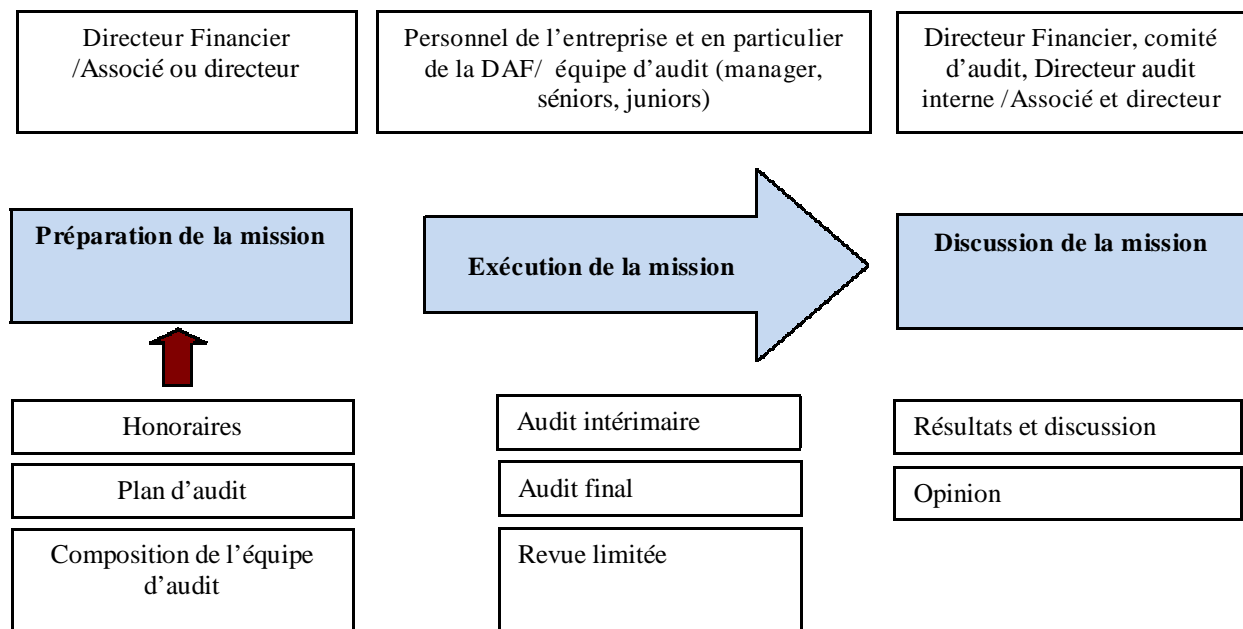 Directeur Financier
/Associé ou directeur
Personnel de l’entreprise et en particulier
de la DAF/ équipe d’audit (manager,
séniors, juniors)
Directeur Financier, comité
d’audit, Directeur audit
interne /Associé et directeur
Préparation de la mission
Exécution de la mission
Discussion de la mission
Honoraires
Plan d’audit
Composition de l’équipe
d’audit
Audit intérimaire
Audit final
Revue limitée
Résultats et discussion
Opinion